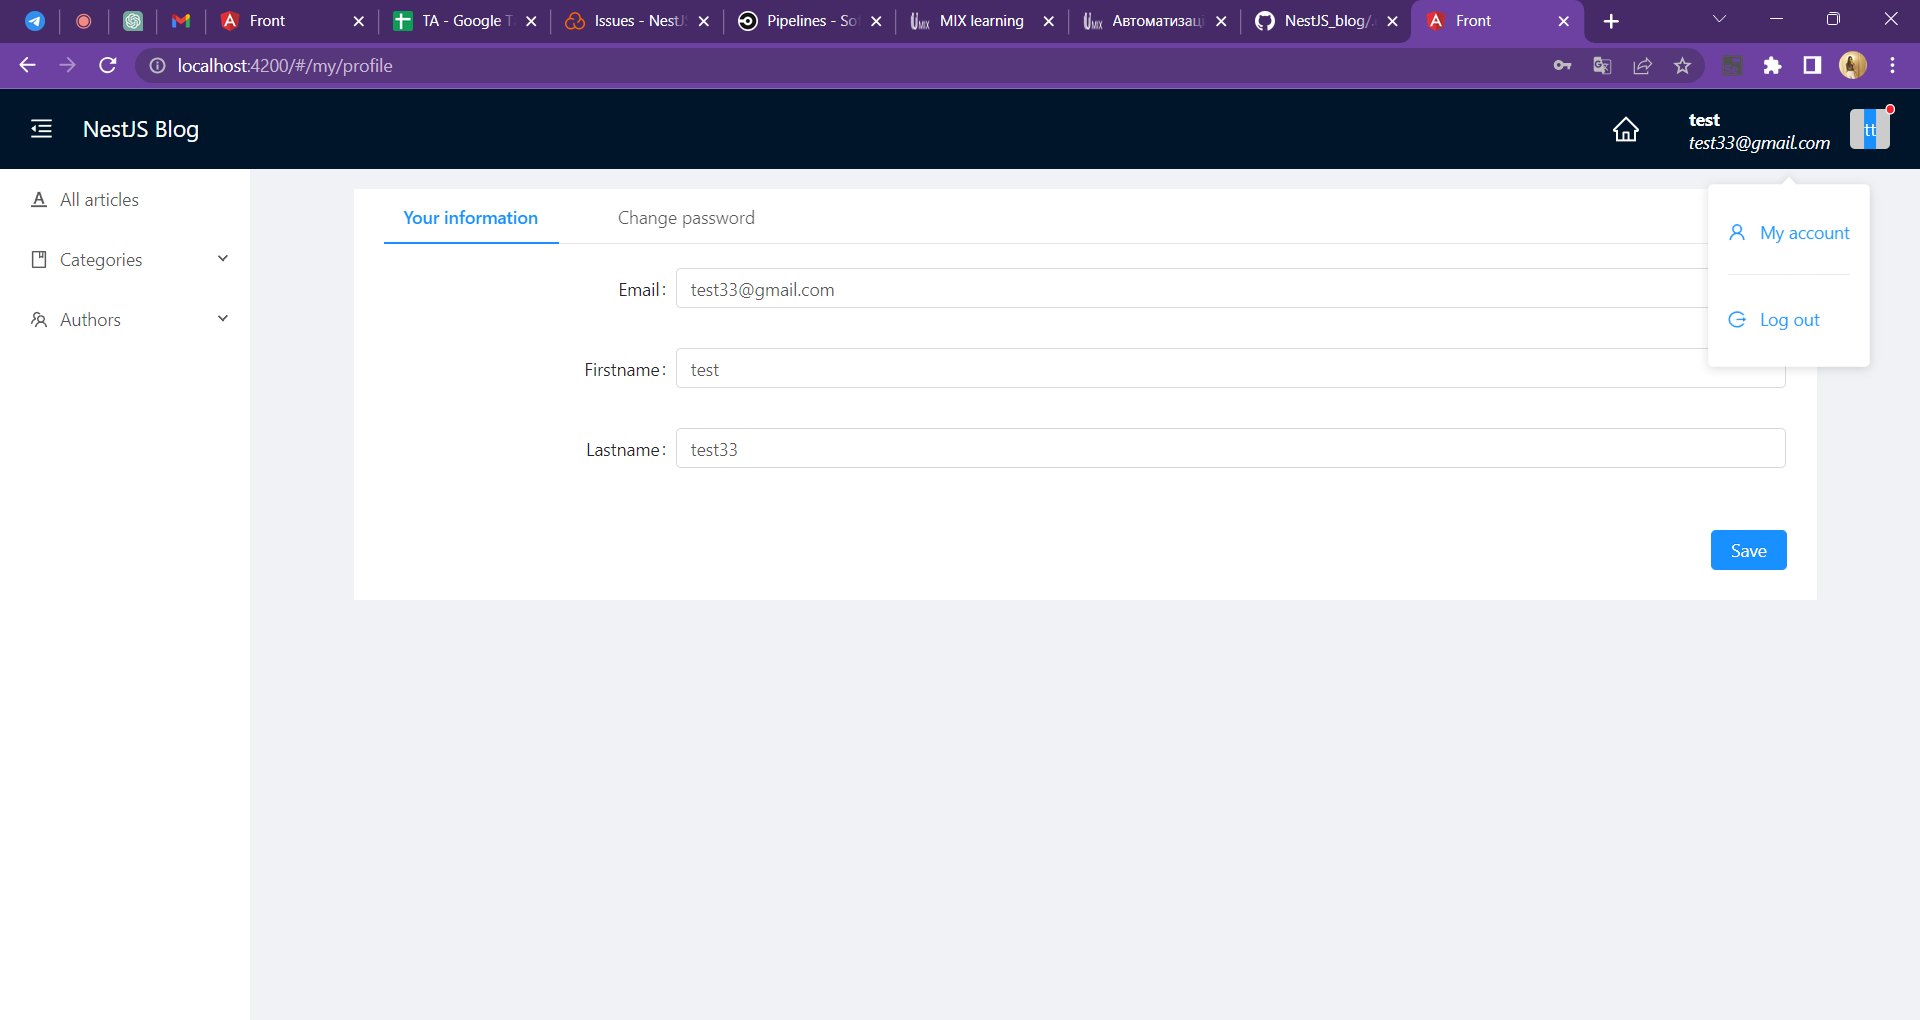 Front
TA - Google T
Issues - NestJS
Pipelines - So
MIX learning
Автоматизаці
NestJS_blog/.
Front
localhost:4200/#/my/profile
NestJS Blog
test
test33@gmail.com
tt
All articles
Categories
Authors
Your information
Change password
My account
Log out
Email:
test33@gmail.com
Firstname:
test
Lastname:
test33
Save